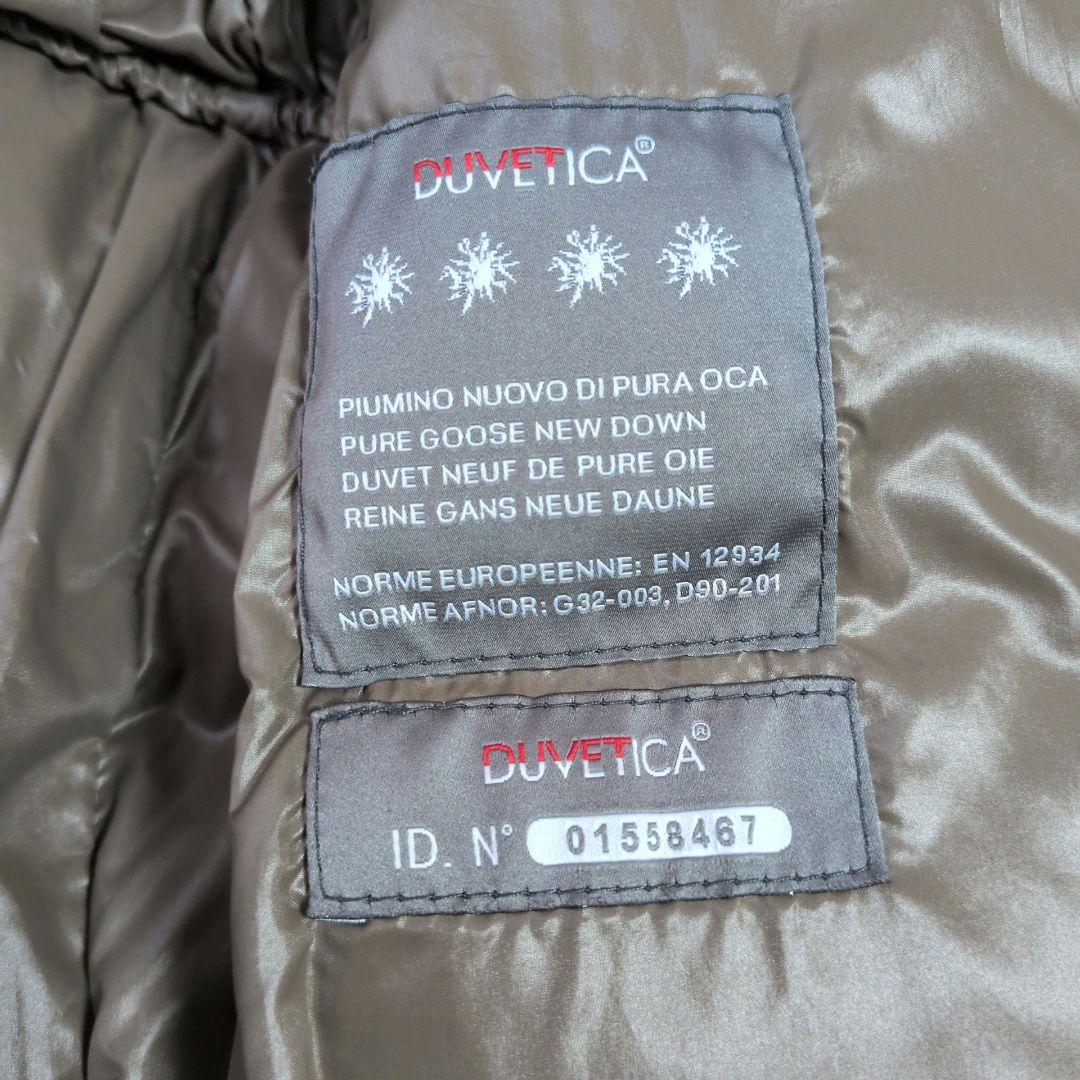 DUVETICA®
PIUMINO NUOVO DI PURA OCA
PURE GOOSE NEW DOWN
DUVET NEUF DE PURE OIE
REINE GANS NEUE DAUNE
NORME EUROPEENNE: EN 12934
NORME AFNOR: G32-003, D90-201
DUVETICA®
ID. N° 01558467